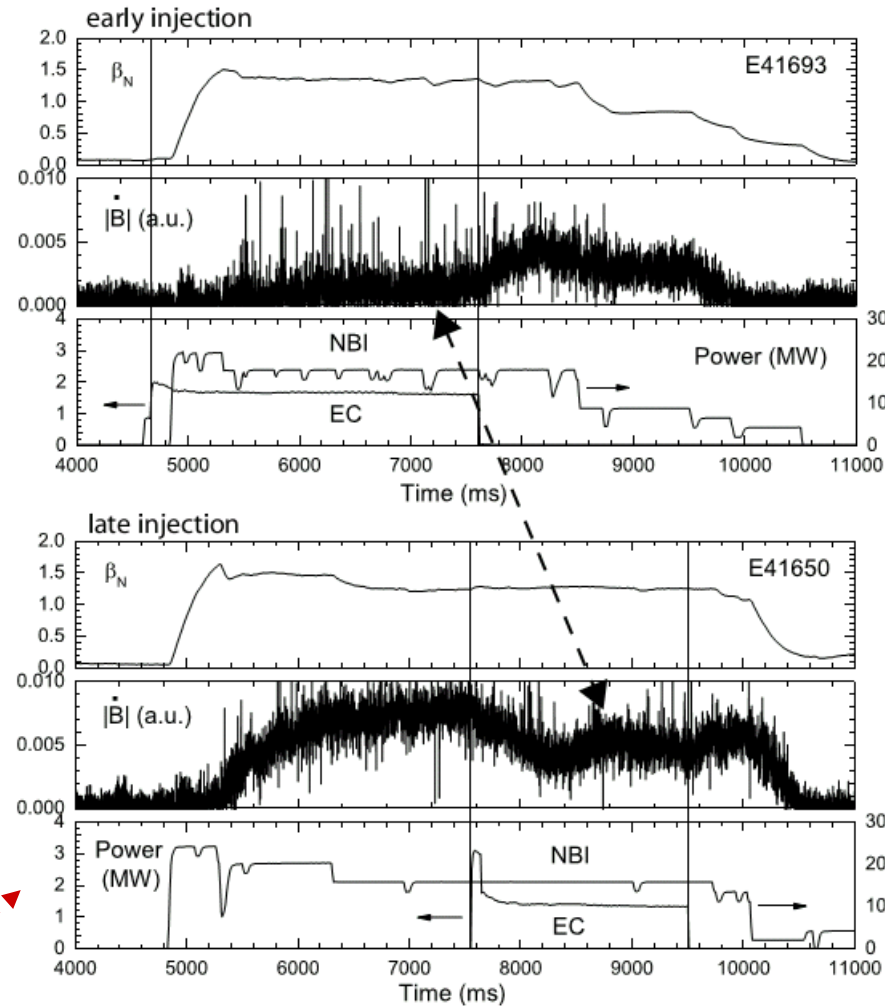 early injection
2.0
1.5
1.0
0.5
0.0
β_N
E41693
0.010
0.005
0.000
|Ḃ| (a.u.)
4
3
2
1
0
NBI
EC
Power (MW)
30
20
10
0
4000 5000 6000 7000 8000 9000 10000 11000
Time (ms)
late injection
2.0
1.5
1.0
0.5
0.0
β_N
E41650
0.010
0.005
0.000
|Ḃ| (a.u.)
4
3
2
1
0
Power
(MW)
NBI
EC
30
20
10
0
4000 5000 6000 7000 8000 9000 10000 11000
Time (ms)